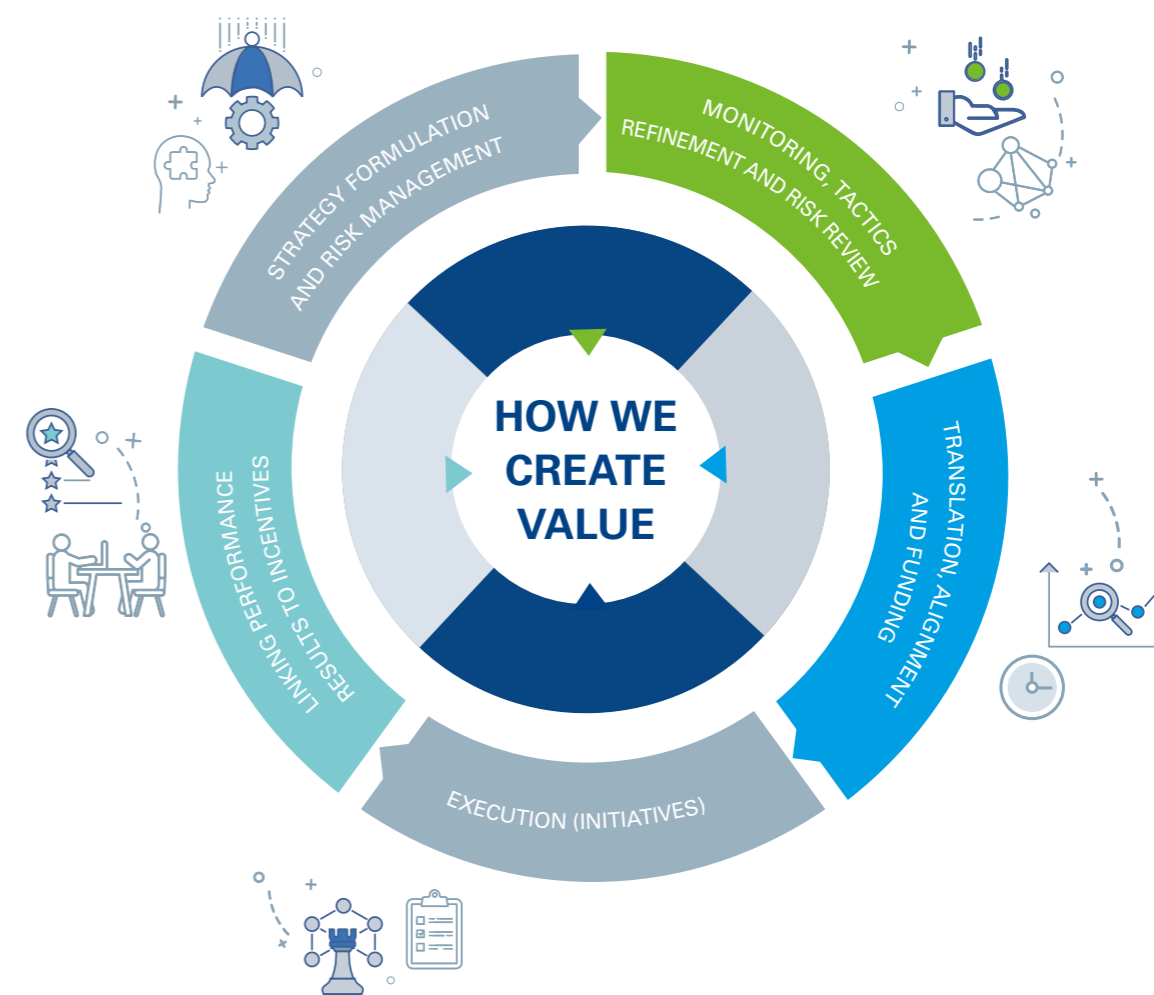 STRATEGY FORMULATION
AND RISK MANAGEMENT
MONITORING, TACTICS
REFINEMENT AND RISK REVIEW
TRANSLATION, ALIGNMENT
AND FUNDING
EXECUTION (INITIATIVES)
LINKING PERFORMANCE
RESULTS TO INCENTIVES
HOW WE
CREATE
VALUE